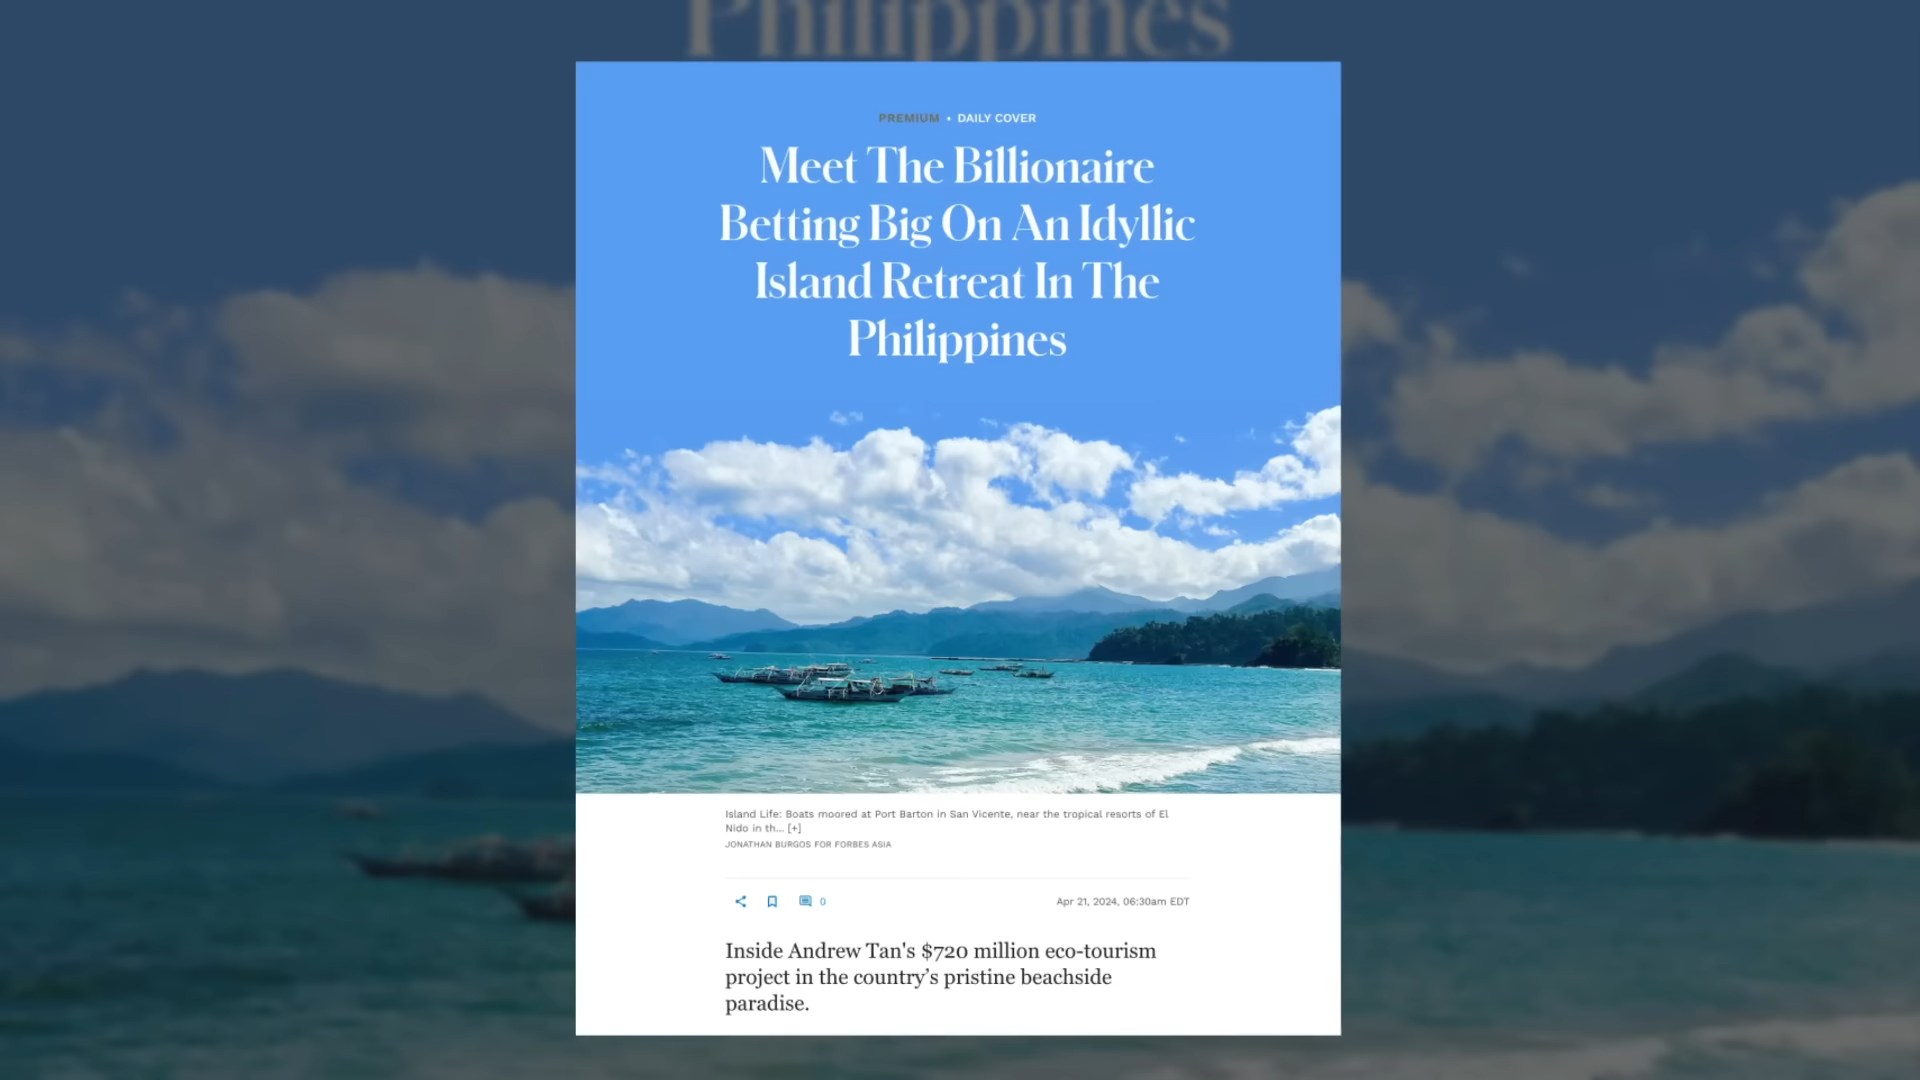 Philippines
PREMIUM • DAILY COVER
Meet The Billionaire
Betting Big On An Idyllic
Island Retreat In The
Philippines
Island Life: Boats moored at Port Barton in San Vicente, near the tropical resorts of El
Nido in th... [+]
JONATHAN BURGOS FOR FORBES ASIA
0
Apr 21, 2024, 06:30am EDT
Inside Andrew Tan's $720 million eco-tourism
project in the country’s pristine beachside
paradise.